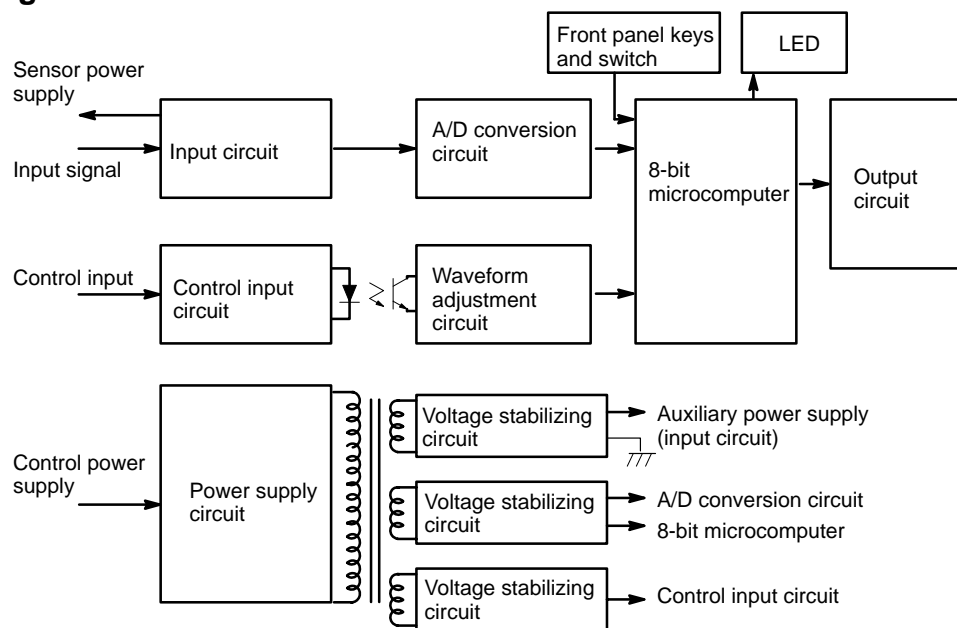 g
Front panel keys
and switch
LED
Sensor power
supply
Input signal
Input circuit
A/D conversion
circuit
8-bit
microcomputer
Output
circuit
Control input
Control input
circuit
Waveform
adjustment
circuit
Control power
supply
Power supply
circuit
Voltage stabilizing
circuit
Auxiliary power supply
(input circuit)
Voltage stabilizing
circuit
A/D conversion circuit
8-bit microcomputer
Voltage stabilizing
circuit
Control input circuit